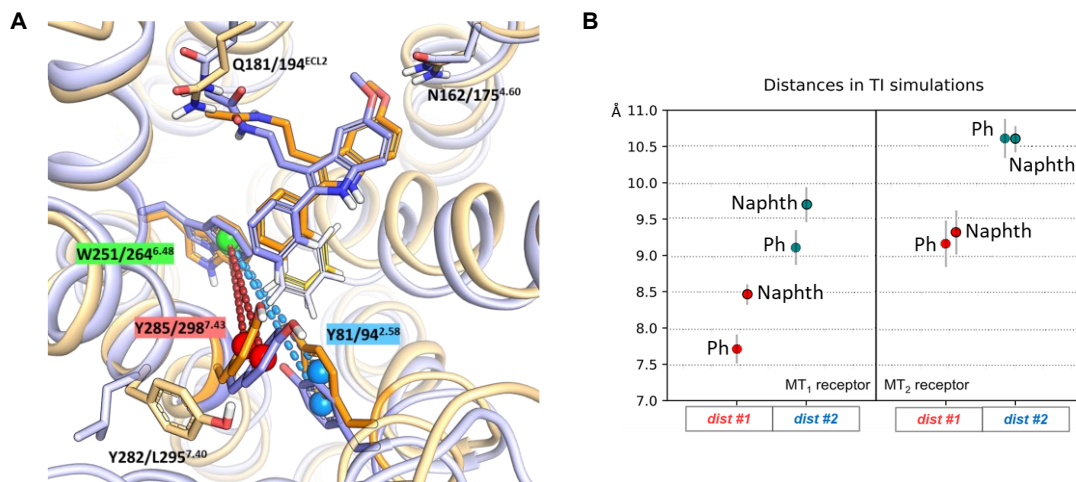 A
Q181/194ECL2
N162/1754.60
W251/2646.48
Y285/2987.43
Y81/942.58
Y282/L2957.40
B
Distances in TI simulations
Å
11.0
10.5
10.0
9.5
9.0
8.5
8.0
7.5
7.0
Ph
Naphth
Naphth
Ph
Naphth
Ph
Ph
Naphth
MT1 receptor
MT2 receptor
dist #1
dist #2
dist #1
dist #2